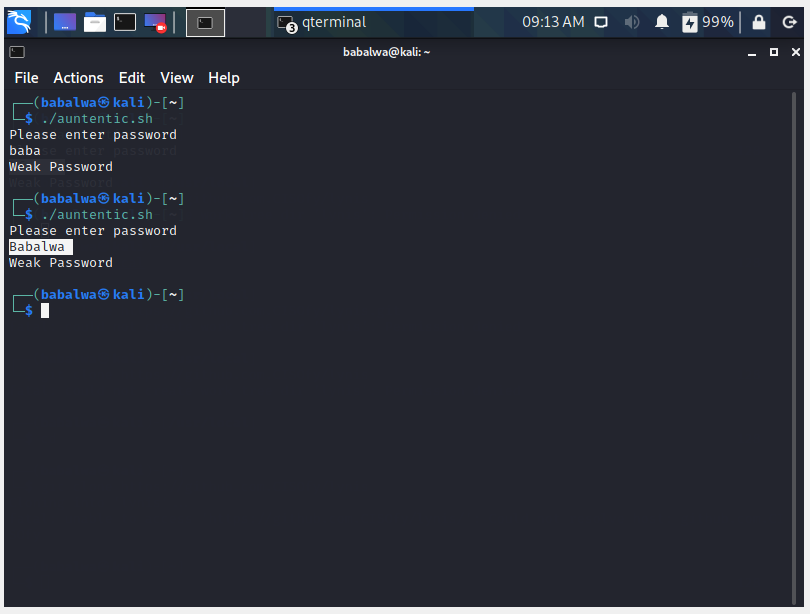 3 qterminal 09:13 AM 99%
babalwa@kali: ~
File Actions Edit View Help
┌──(babalwa㉿kali)-[~]
└─$ ./auntentic.sh
Please enter password
baba
Weak Password
┌──(babalwa㉿kali)-[~]
└─$ ./auntentic.sh
Please enter password
Babalwa
Weak Password
┌──(babalwa㉿kali)-[~]
└─$